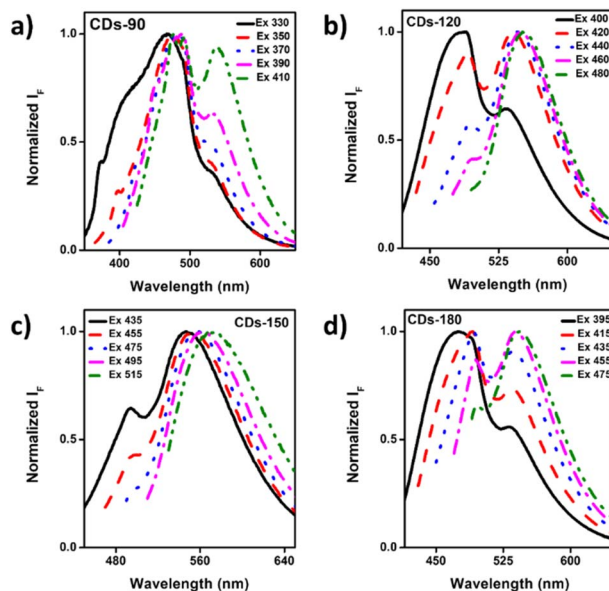 a)
CDs-90
Ex 330
Ex 350
Ex 370
Ex 390
Ex 410
1.0
0.5
0.0
Normalized I_F
400 500 600
Wavelength (nm)
b)
CDs-120
Ex 400
Ex 420
Ex 440
Ex 460
Ex 480
1.0
0.5
0.0
Normalized I_F
450 525 600
Wavelength (nm)
c)
CDs-150
Ex 435
Ex 455
Ex 475
Ex 495
Ex 515
1.0
0.5
0.0
Normalized I_F
480 560 640
Wavelength (nm)
d)
CDs-180
Ex 395
Ex 415
Ex 435
Ex 455
Ex 475
1.0
0.5
0.0
Normalized I_F
450 525 600
Wavelength (nm)